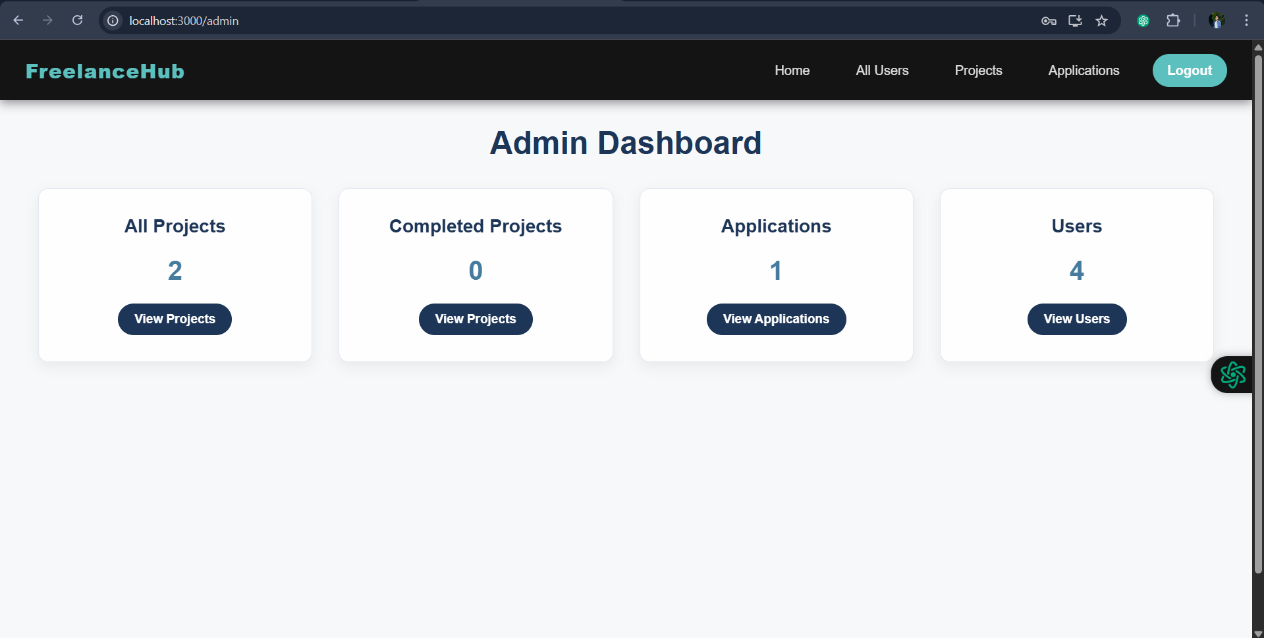 localhost:3000/admin
FreelanceHub
Home
All Users
Projects
Applications
Logout
Admin Dashboard
All Projects
2
View Projects
Completed Projects
0
View Projects
Applications
1
View Applications
Users
4
View Users